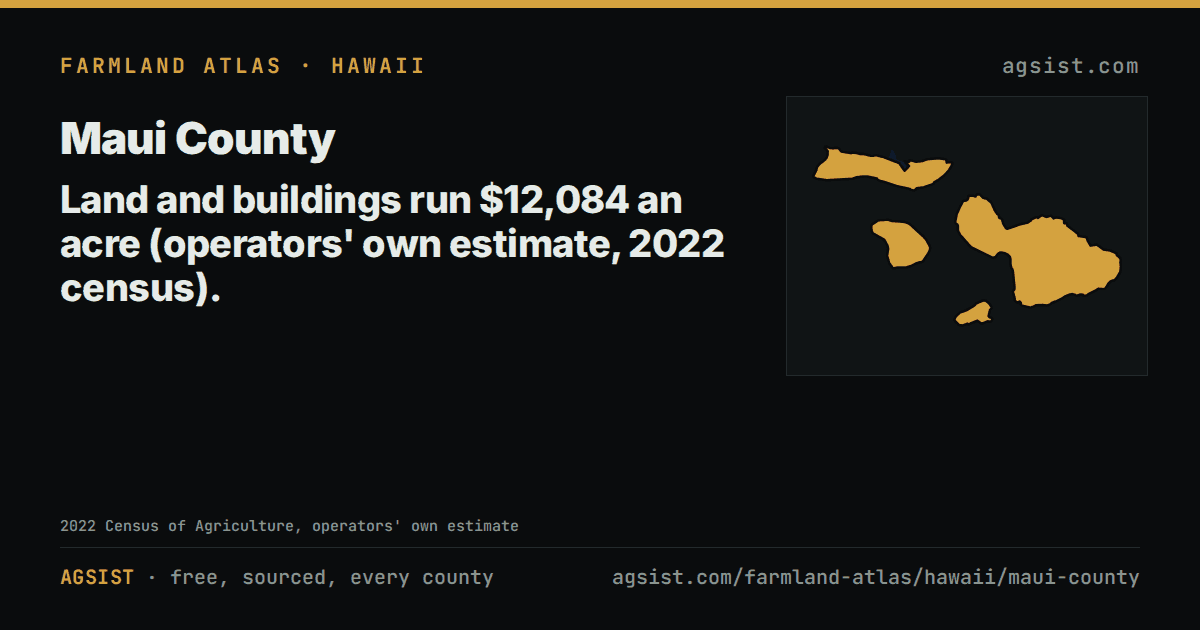 FARMLAND ATLAS · HAWAII
agsist.com
Maui County
Land and buildings run $12,084 an
acre (operators' own estimate, 2022
census).
2022 Census of Agriculture, operators' own estimate
AGSIST · free, sourced, every county
agsist.com/farmland-atlas/hawaii/maui-county